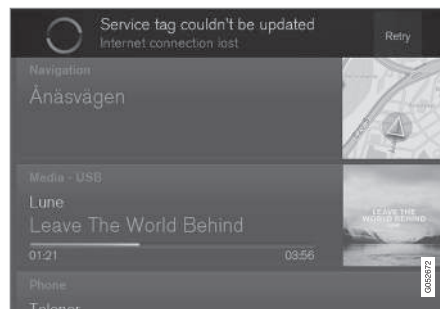 Service tag couldn't be updated
Internet connection lost
Retry
Navigation
Ånäsvägen
Media - USB
Lune
Leave The World Behind
01:21
03:56
LEAVE THE
WORLD BEHIND
Phone
Telenor
G052672